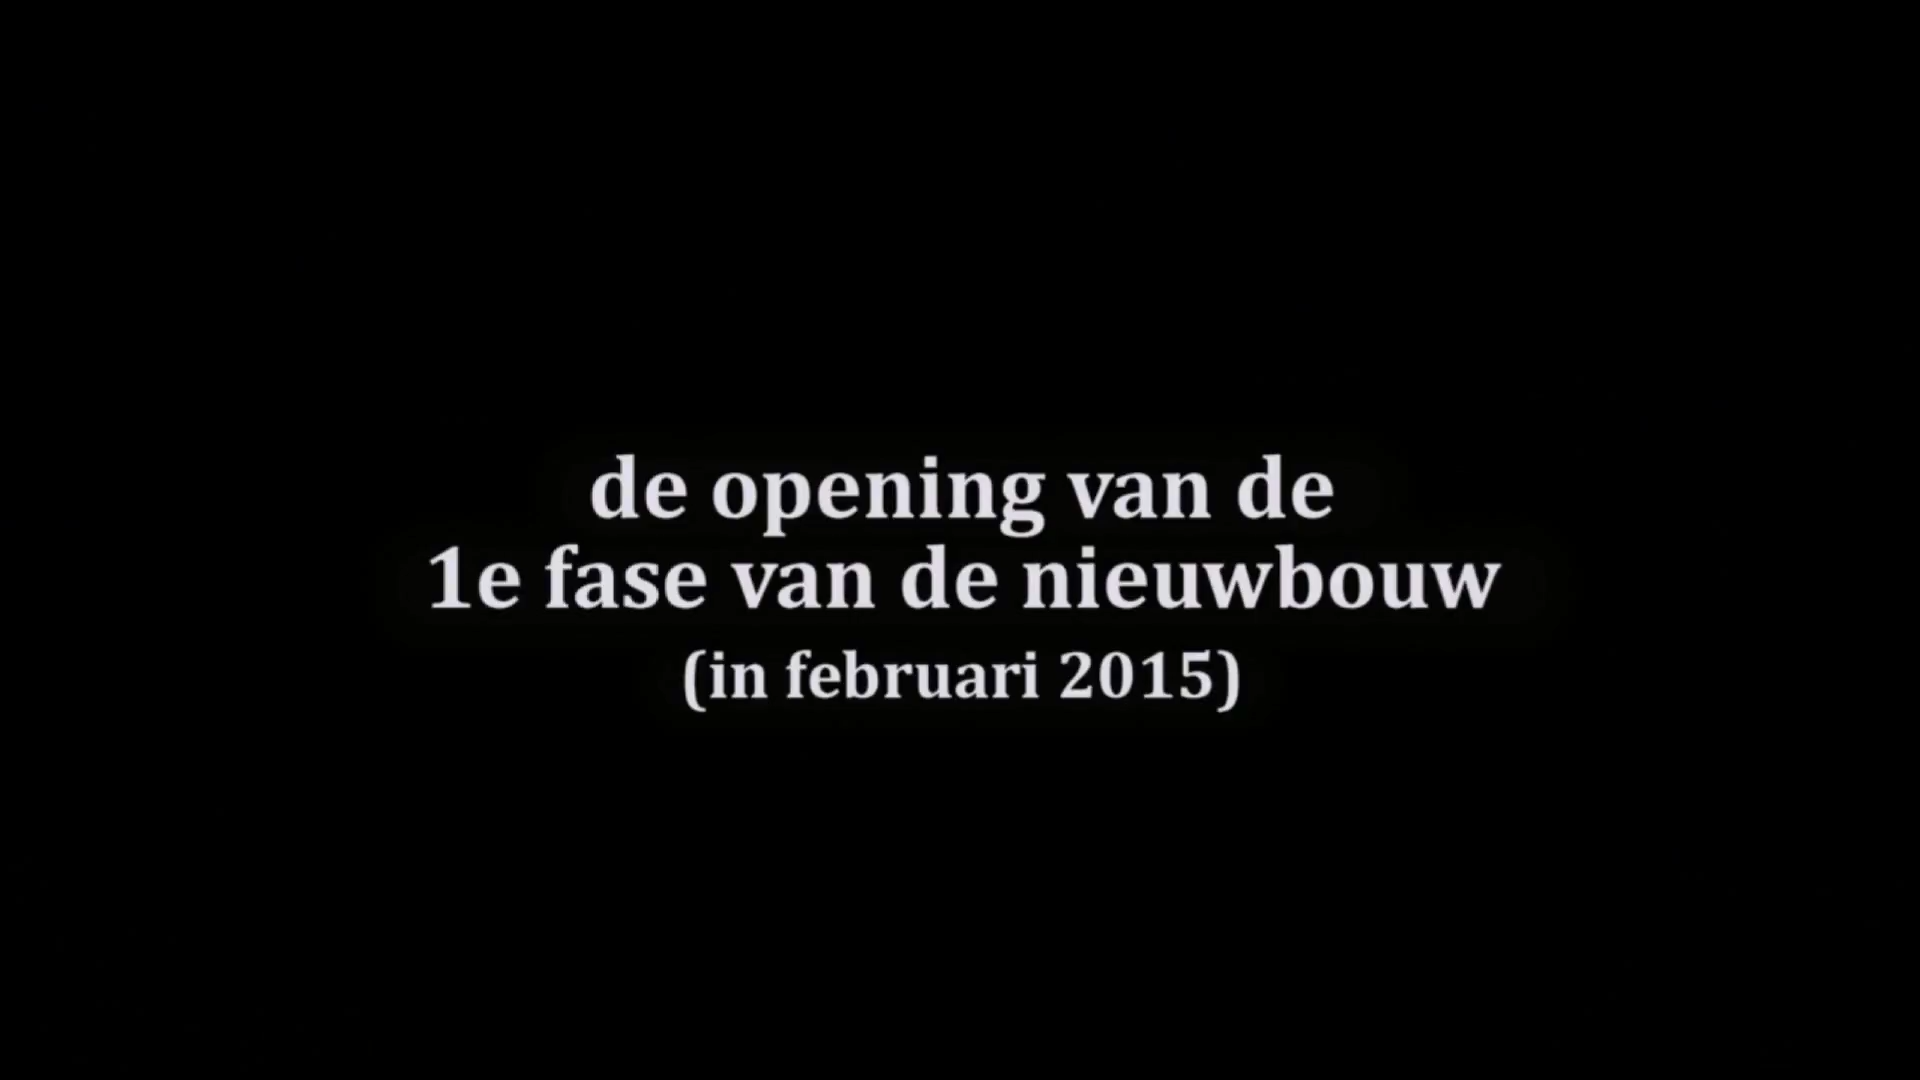 de opening van de
1e fase van de nieuwbouw
(in februari 2015)